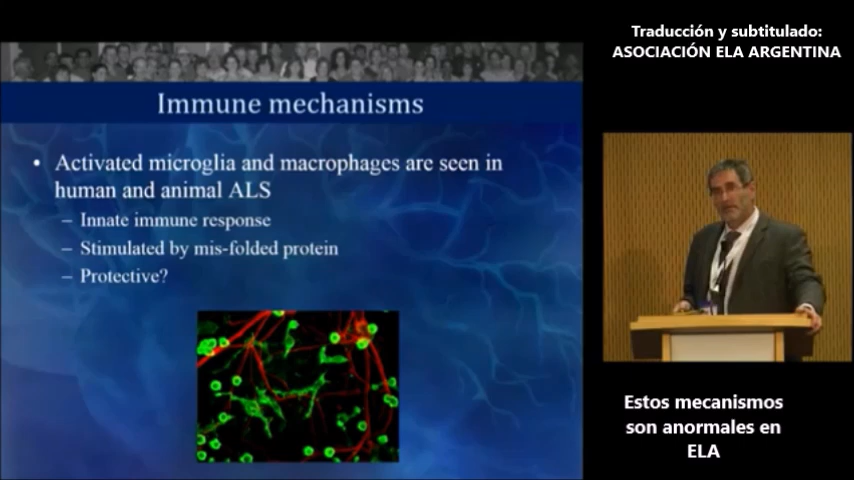 Traducción y subtitulado:
ASOCIACIÓN ELA ARGENTINA
Immune mechanisms
• Activated microglia and macrophages are seen in
human and animal ALS
– Innate immune response
– Stimulated by mis-folded protein
– Protective?
Estos mecanismos
son anormales en
ELA